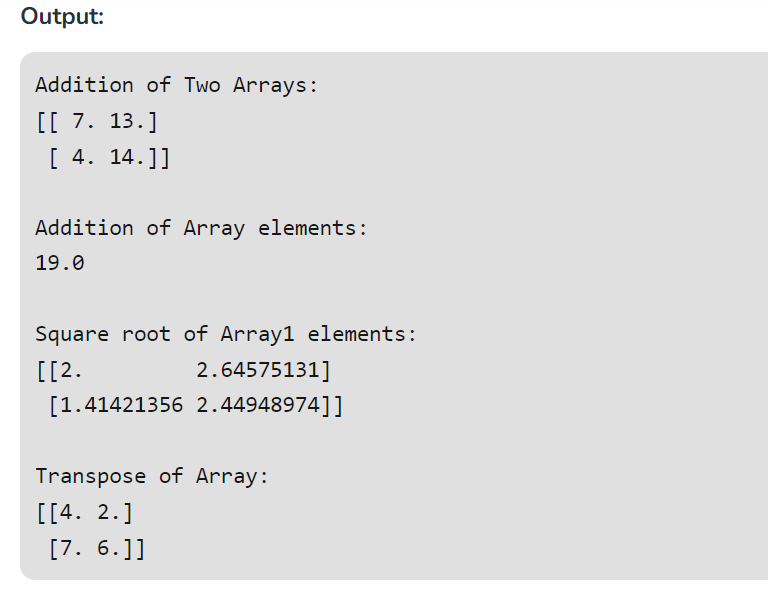 Output:
Addition of Two Arrays:
[[ 7. 13.]
 [ 4. 14.]]
Addition of Array elements:
19.0
Square root of Array1 elements:
[[2.         2.64575131]
 [1.41421356 2.44948974]]
Transpose of Array:
[[4. 2.]
 [7. 6.]]